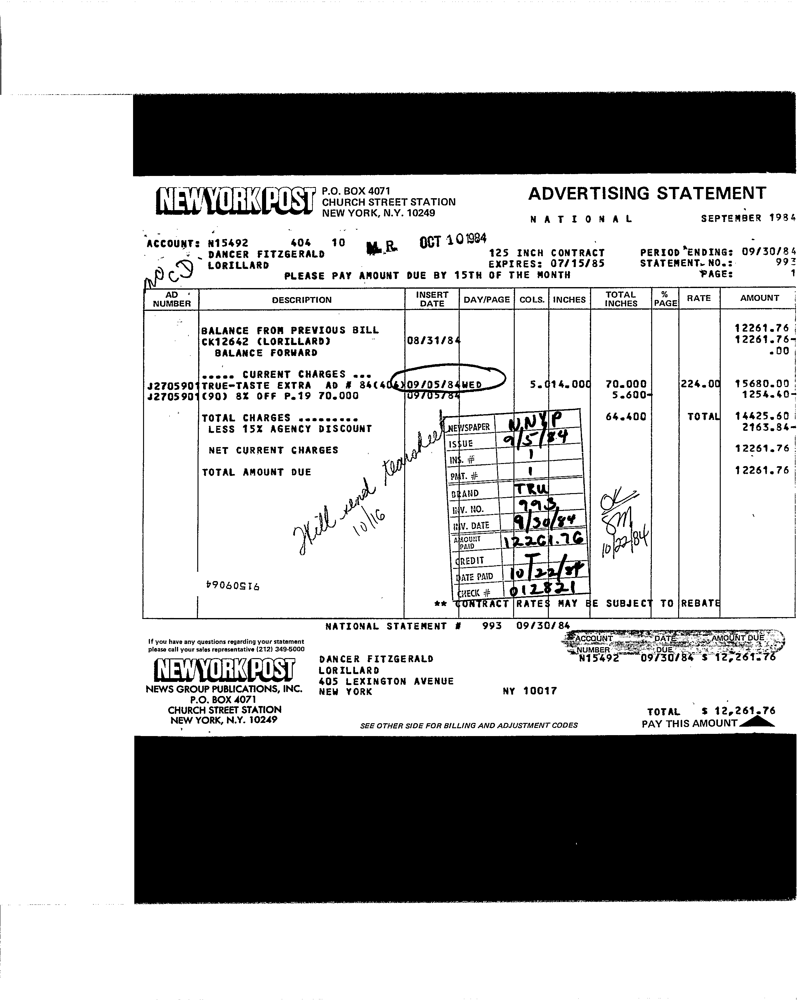 NEW YORK POST P.O. BOX 4071
CHURCH STREET STATION
NEW YORK, N.Y. 10249
ADVERTISING STATEMENT
NATIONAL
SEPTEMBER 1984
ACCOUNT: N15492 404 10 M.R. OCT 10 1984
DANCER FITZGERALD
LORILLARD
125 INCH CONTRACT
EXPIRES: 07/15/85
PERIOD ENDING: 09/30/84
STATEMENT NO.: 993
PAGE: 1
PLEASE PAY AMOUNT DUE BY 15TH OF THE MONTH
AD NUMBER DESCRIPTION INSERT DATE DAY/PAGE COLS. INCHES TOTAL INCHES % PAGE RATE AMOUNT
BALANCE FROM PREVIOUS BILL 12261.76
CK12642 (LORILLARD) 08/31/84 12261.76-
BALANCE FORWARD .00
..... CURRENT CHARGES ...
J2705901 TRUE-TASTE EXTRA AD # 84(404) 09/05/84 WED 5.0 14.000 70.000 224.00 15680.00
J2705901 (90) 8% OFF P.19 70.000 09/05/84 5.600- 1254.40-
TOTAL CHARGES ......... 64.400 TOTAL 14425.60
LESS 15% AGENCY DISCOUNT 2163.84-
NET CURRENT CHARGES 12261.76
TOTAL AMOUNT DUE 12261.76
NEWSPAPER N.NYP
ISSUE 9/5/84
INS. # 1
PMT. # 1
BRAND TRU
INV. NO. 993
INV. DATE 9/30/84
AMOUNT PAID 12261.76
CREDIT
DATE PAID 10/22/84
CHECK # 012821
Will send tearsheet
10/16
OK
SM
10/22/84
91509064
** CONTRACT RATES MAY BE SUBJECT TO REBATE
NATIONAL STATEMENT # 993 09/30/84
If you have any questions regarding your statement
please call your sales representative (212) 349-5000
ACCOUNT NUMBER DATE DUE AMOUNT DUE
N15492 09/30/84 $ 12,261.76
NEW YORK POST
NEWS GROUP PUBLICATIONS, INC.
P.O. BOX 4071
CHURCH STREET STATION
NEW YORK, N.Y. 10249
DANCER FITZGERALD
LORILLARD
405 LEXINGTON AVENUE
NEW YORK NY 10017
TOTAL $ 12,261.76
PAY THIS AMOUNT
SEE OTHER SIDE FOR BILLING AND ADJUSTMENT CODES